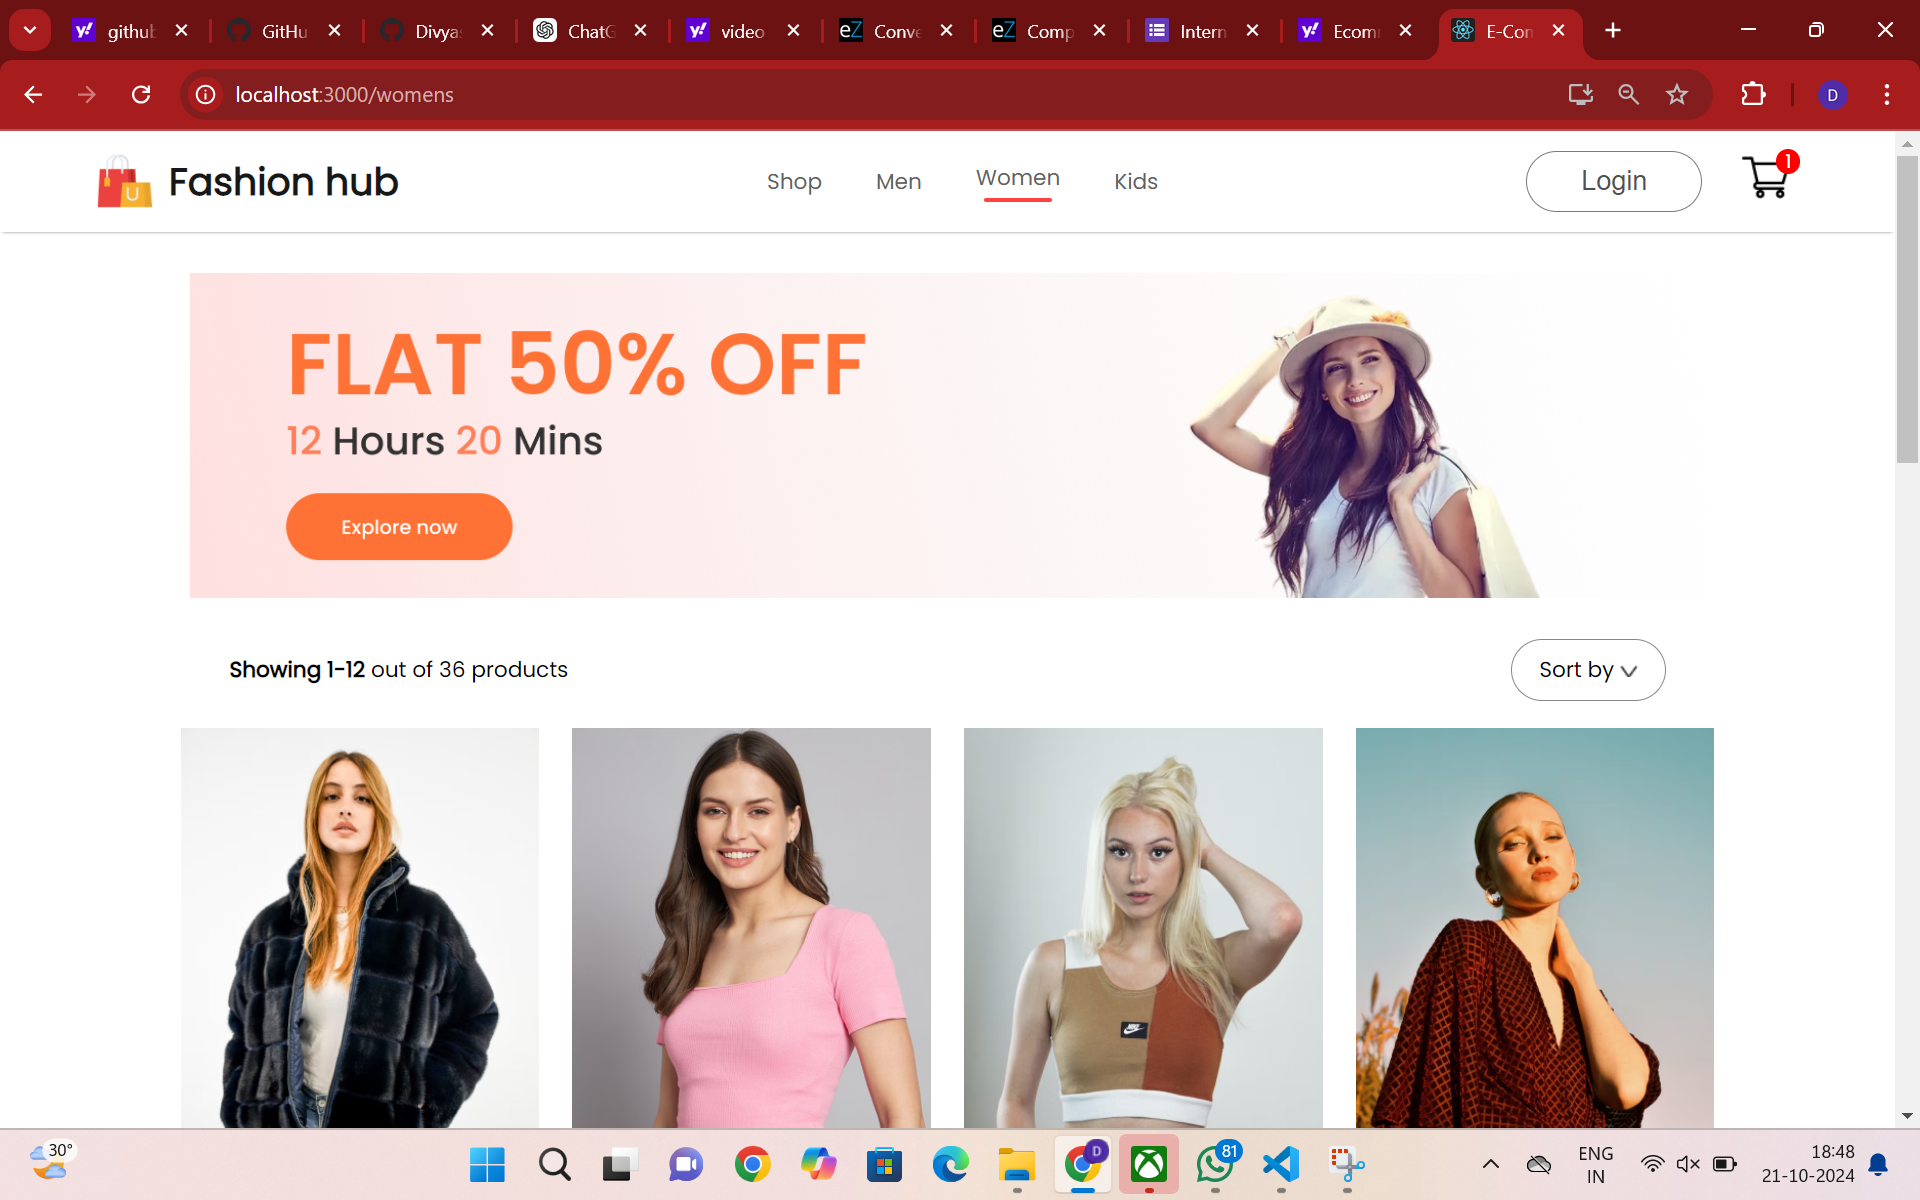 github
GitHu
Divya
ChatG
video
Conve
Comp
Intern
Ecom
E-Con
localhost:3000/womens
D
Fashion hub
U
Shop
Men
Women
Kids
Login
1
FLAT 50% OFF
12 Hours 20 Mins
Explore now
Showing 1-12 out of 36 products
Sort by
NIKE
30°
D
81
ENG
IN
18:48
21-10-2024